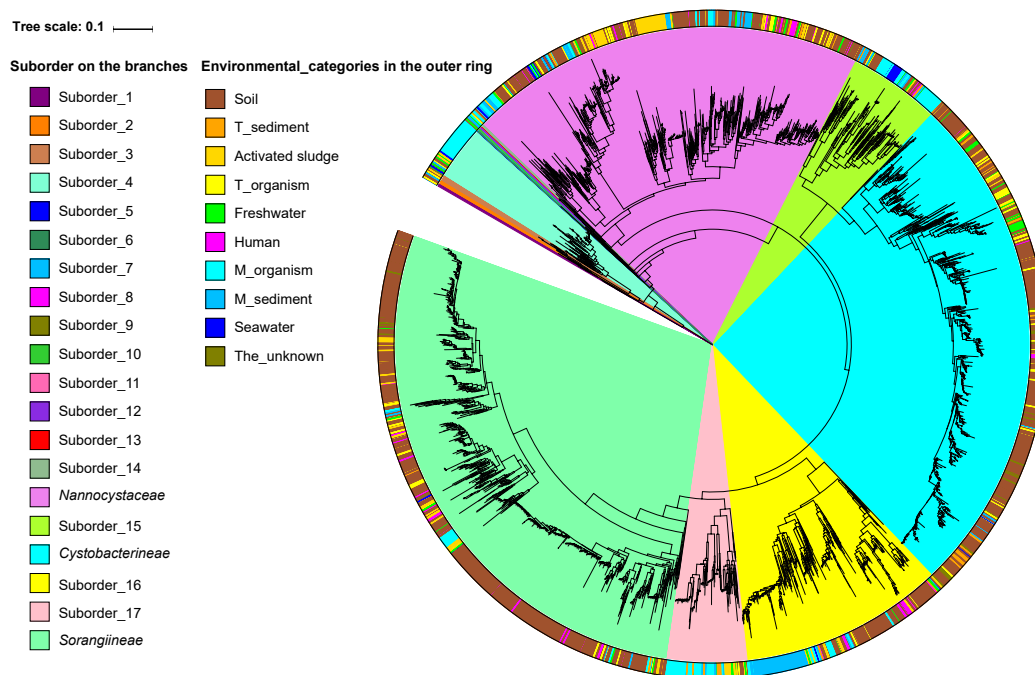 Tree scale: 0.1
Suborder on the branches
Suborder_1
Suborder_2
Suborder_3
Suborder_4
Suborder_5
Suborder_6
Suborder_7
Suborder_8
Suborder_9
Suborder_10
Suborder_11
Suborder_12
Suborder_13
Suborder_14
Nannocystaceae
Suborder_15
Cystobacterineae
Suborder_16
Suborder_17
Sorangiineae
Environmental_categories in the outer ring
Soil
T_sediment
Activated sludge
T_organism
Freshwater
Human
M_organism
M_sediment
Seawater
The_unknown